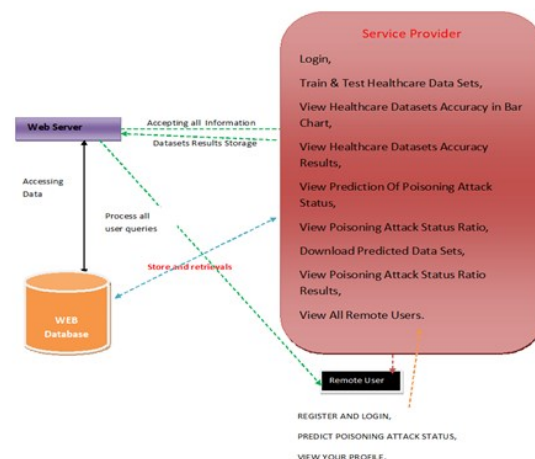 Service Provider
Login,
Train & Test Healthcare Data Sets,
View Healthcare Datasets Accuracy in Bar
Chart,
View Healthcare Datasets Accuracy
Results,
View Prediction Of Poisoning Attack
Status,
View Poisoning Attack Status Ratio,
Download Predicted Data Sets,
View Poisoning Attack Status Ratio
Results,
View All Remote Users.
Accepting all Information
Web Server
Datasets Results Storage
Accessing
Data
Process all
user queries
Store and retrievals
WEB
Database
Remote User
REGISTER AND LOGIN,
PREDICT POISONING ATTACK STATUS,
VIEW YOUR PROFILE.